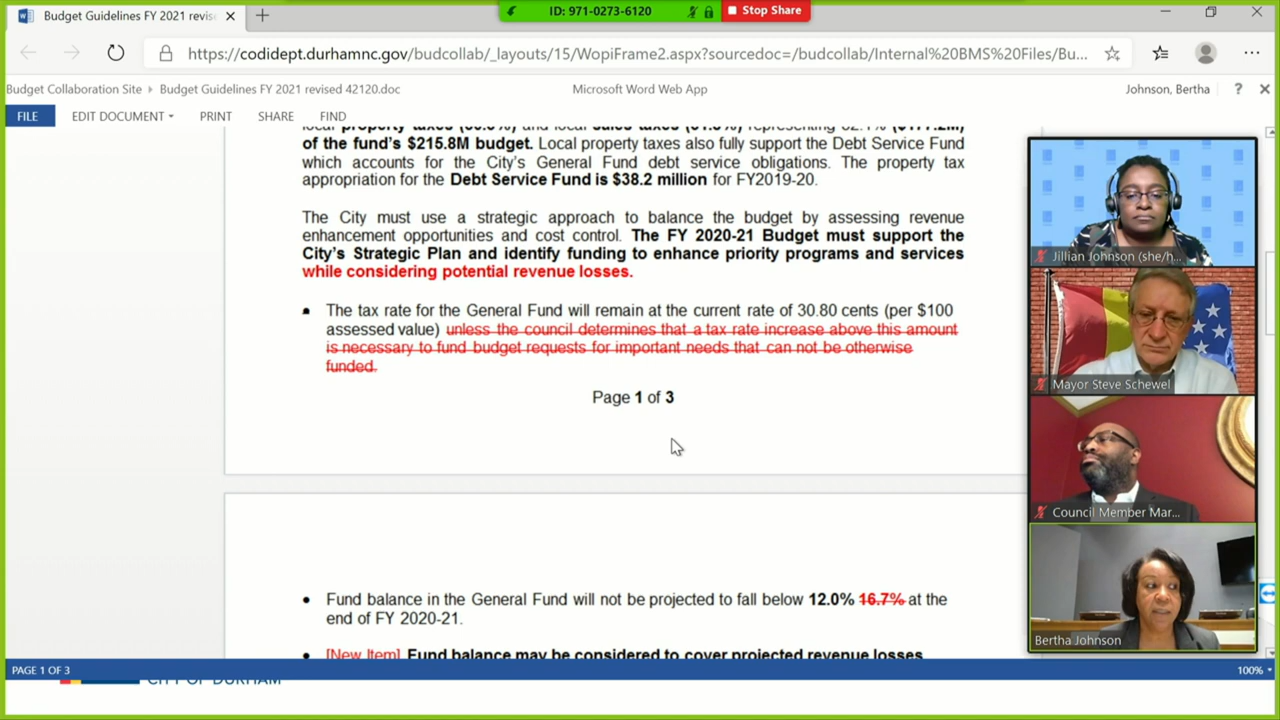 Budget Guidelines FY 2021 revise
ID: 971-0273-6120
Stop Share
https://codidept.durhamnc.gov/budcollab/_layouts/15/WopiFrame2.aspx?sourcedoc=/budcollab/Internal%20BMS%20Files/Bu...
Budget Collaboration Site Budget Guidelines FY 2021 revised 42120.doc
Microsoft Word Web App
Johnson, Bertha
FILE EDIT DOCUMENT PRINT SHARE FIND
local property taxes and local sales taxes representing
of the fund's $215.8M budget. Local property taxes also fully support the Debt Service Fund
which accounts for the City's General Fund debt service obligations. The property tax
appropriation for the Debt Service Fund is $38.2 million for FY2019-20.
The City must use a strategic approach to balance the budget by assessing revenue
enhancement opportunities and cost control. The FY 2020-21 Budget must support the
City's Strategic Plan and identify funding to enhance priority programs and services
while considering potential revenue losses.
• The tax rate for the General Fund will remain at the current rate of 30.80 cents (per $100
assessed value) unless the council determines that a tax rate increase above this amount
is necessary to fund budget requests for important needs that can not be otherwise
funded.
Page 1 of 3
• Fund balance in the General Fund will not be projected to fall below 12.0% 16.7% at the
end of FY 2020-21.
• [New Item] Fund balance may be considered to cover projected revenue losses
Jillian Johnson (she/h...
Mayor Steve Schewel
Council Member Mar...
Bertha Johnson
PAGE 1 OF 3
100%
CITY OF DURHAM